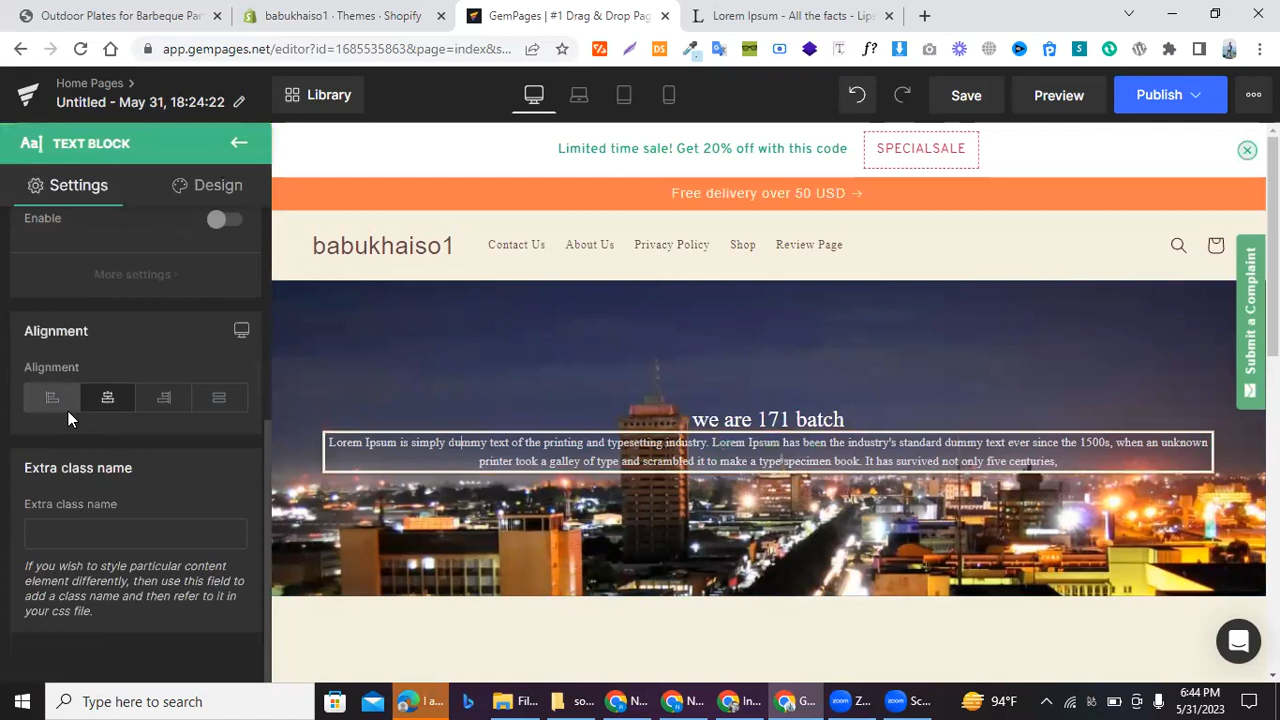 Outdoor Plates for Barbeque Par
babukhaiso1 · Themes · Shopify
GemPages | #1 Drag & Drop Pag
Lorem Ipsum - All the facts - Lips
app.gempages.net/editor?id=1685535863&page=index&s...
Home Pages
Untitled - May 31, 18:24:22
Library
Save
Preview
Publish
TEXT BLOCK
Settings
Design
Enable
More settings
Alignment
Alignment
Extra class name
Extra class name
If you wish to style particular content
element differently, then use this field to
add a class name and then refer to it in
your css file.
Limited time sale! Get 20% off with this code
SPECIALSALE
Free delivery over 50 USD →
babukhaiso1
Contact Us
About Us
Privacy Policy
Shop
Review Page
Submit a Complaint
we are 171 batch
Lorem Ipsum is simply dummy text of the printing and typesetting industry. Lorem Ipsum has been the industry's standard dummy text ever since the 1500s, when an unknown
printer took a galley of type and scrambled it to make a type specimen book. It has survived not only five centuries,
Type here to search
I a...
Fil...
so...
N...
N...
In...
G...
Z...
Sc...
94°F
6:44 PM
5/31/2023